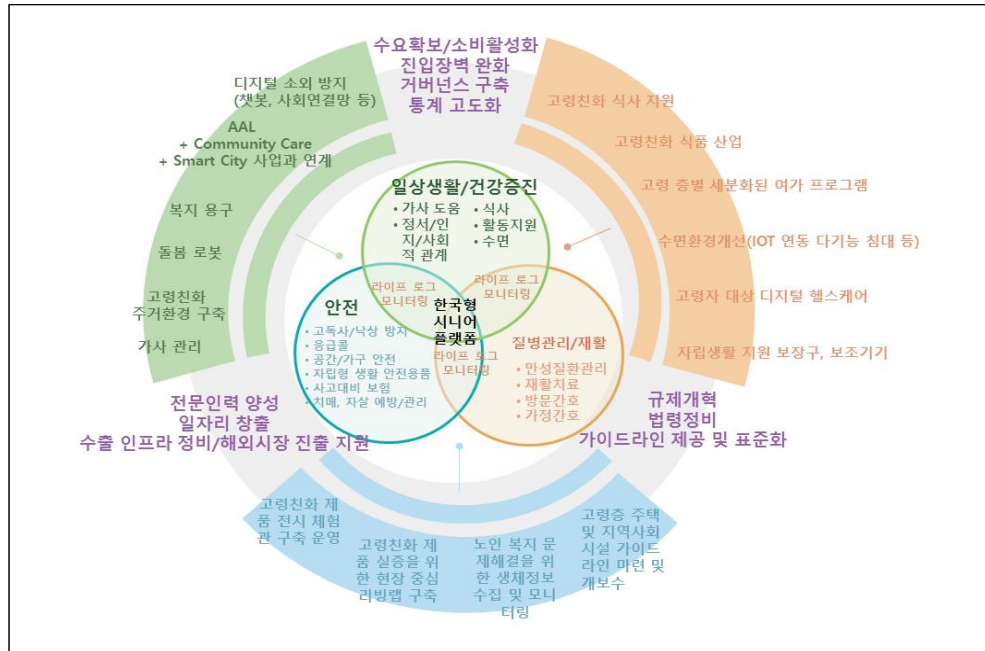 수요확보/소비활성화
진입장벽 완화
거버넌스 구축
통계 고도화
디지털 소외 방지
(챗봇, 사회연결망 등)
AAL
+ Community Care
+ Smart City 사업과 연계
복지 용구
돌봄 로봇
고령친화
주거환경 구축
가사 관리
고령친화 식사 지원
고령친화 식품 산업
고령 층별 세분화된 여가 프로그램
수면환경개선(IOT 연동 다기능 침대 등)
고령자 대상 디지털 헬스케어
자립생활 지원 보장구, 보조기기
일상생활/건강증진
• 가사 도움
• 정서/인
지/사회
적 관계
• 식사
• 활동지원
• 수면
라이프 로그
모니터링
라이프 로그
모니터링
한국형
시니어
플랫폼
라이프 로그
모니터링
안전
• 고독사/낙상 방지
• 응급콜
• 공간/가구 안전
• 자립형 생활 안전용품
• 사고대비 보험
• 치매, 자살 예방/관리
질병관리/재활
• 만성질환관리
• 재활치료
• 방문간호
• 가정간호
전문인력 양성
일자리 창출
수출 인프라 정비/해외시장 진출 지원
규제개혁
법령정비
가이드라인 제공 및 표준화
고령친화 제
품 전시 체험
관 구축 운영
고령친화 제
품 실증을 위
한 현장 중심
리빙랩 구축
노인 복지 문
제해결을 위
한 생체정보
수집 및 모니
터링
고령층 주택
및 지역사회
시설 가이드
라인 마련 및
개보수